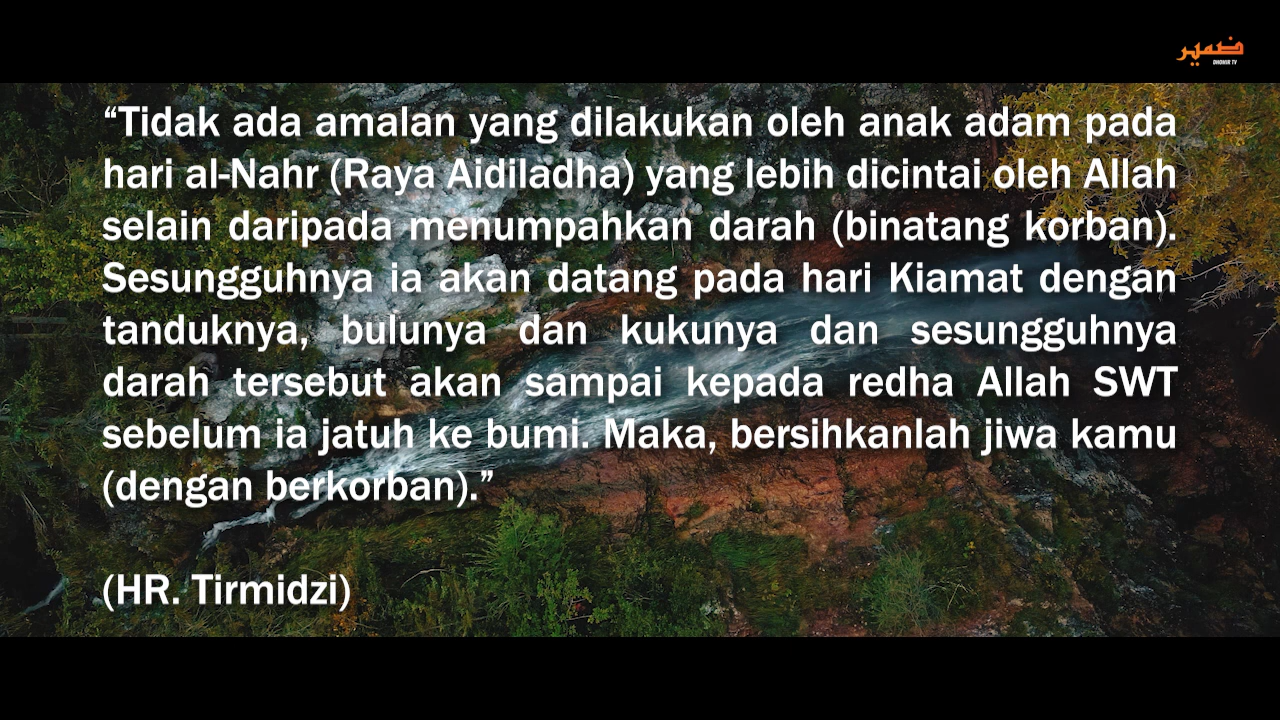 ضمير
DHOMIR TV
“Tidak ada amalan yang dilakukan oleh anak adam pada
hari al-Nahr (Raya Aidiladha) yang lebih dicintai oleh Allah
selain daripada menumpahkan darah (binatang korban).
Sesungguhnya ia akan datang pada hari Kiamat dengan
tanduknya, bulunya dan kukunya dan sesungguhnya
darah tersebut akan sampai kepada redha Allah SWT
sebelum ia jatuh ke bumi. Maka, bersihkanlah jiwa kamu
(dengan berkorban).”
(HR. Tirmidzi)